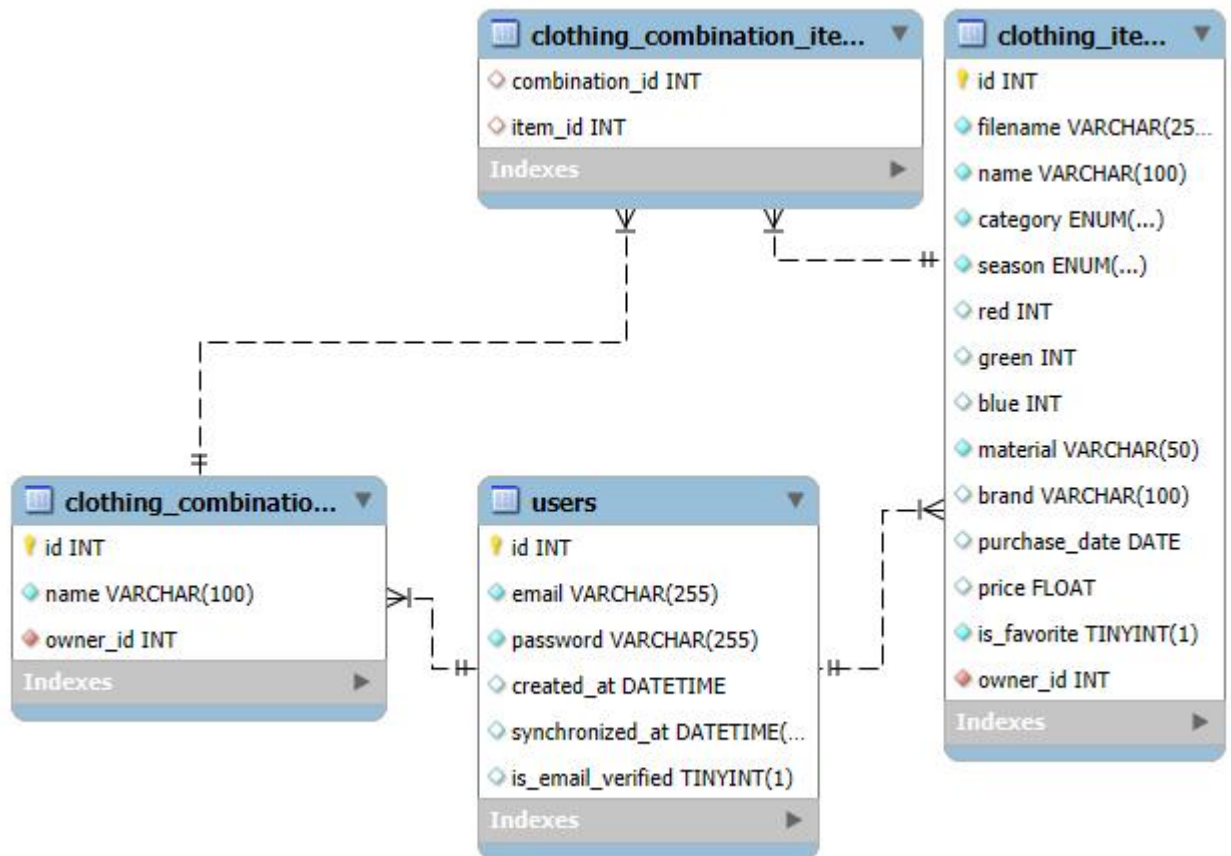 clothing_combination_ite...
combination_id INT
item_id INT
Indexes
clothing_ite...
id INT
filename VARCHAR(25...
name VARCHAR(100)
category ENUM(...)
season ENUM(...)
red INT
green INT
blue INT
material VARCHAR(50)
brand VARCHAR(100)
purchase_date DATE
price FLOAT
is_favorite TINYINT(1)
owner_id INT
Indexes
clothing_combinatio...
id INT
name VARCHAR(100)
owner_id INT
Indexes
users
id INT
email VARCHAR(255)
password VARCHAR(255)
created_at DATETIME
synchronized_at DATETIME(...
is_email_verified TINYINT(1)
Indexes